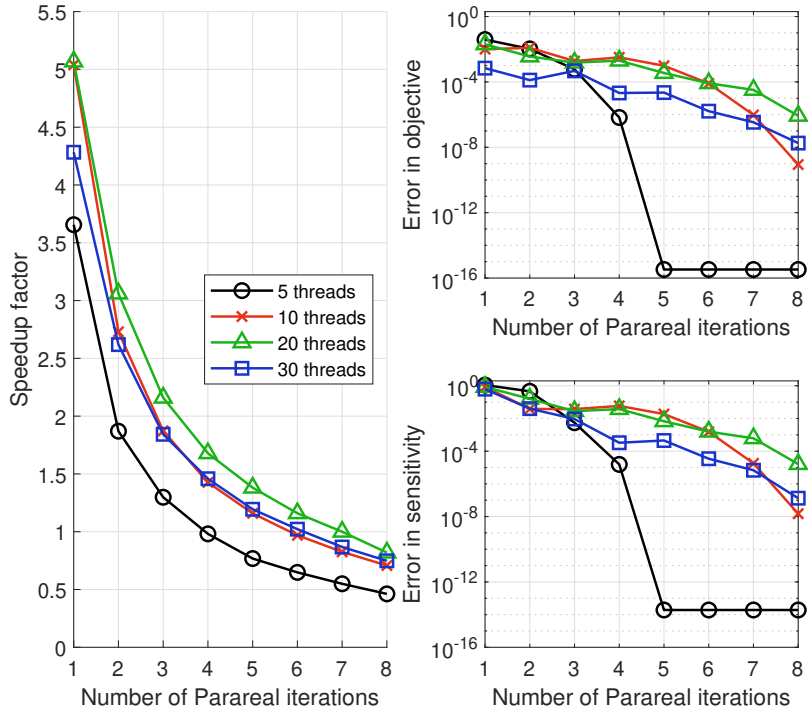 5.5
5
4.5
4
3.5
3
2.5
2
1.5
1
0.5
0
Speedup factor
1 2 3 4 5 6 7 8
Number of Parareal iterations
5 threads
10 threads
20 threads
30 threads
10^0
10^-4
10^-8
10^-12
10^-16
Error in objective
1 2 3 4 5 6 7 8
Number of Parareal iterations
10^0
10^-4
10^-8
10^-12
10^-16
Error in sensitivity
1 2 3 4 5 6 7 8
Number of Parareal iterations